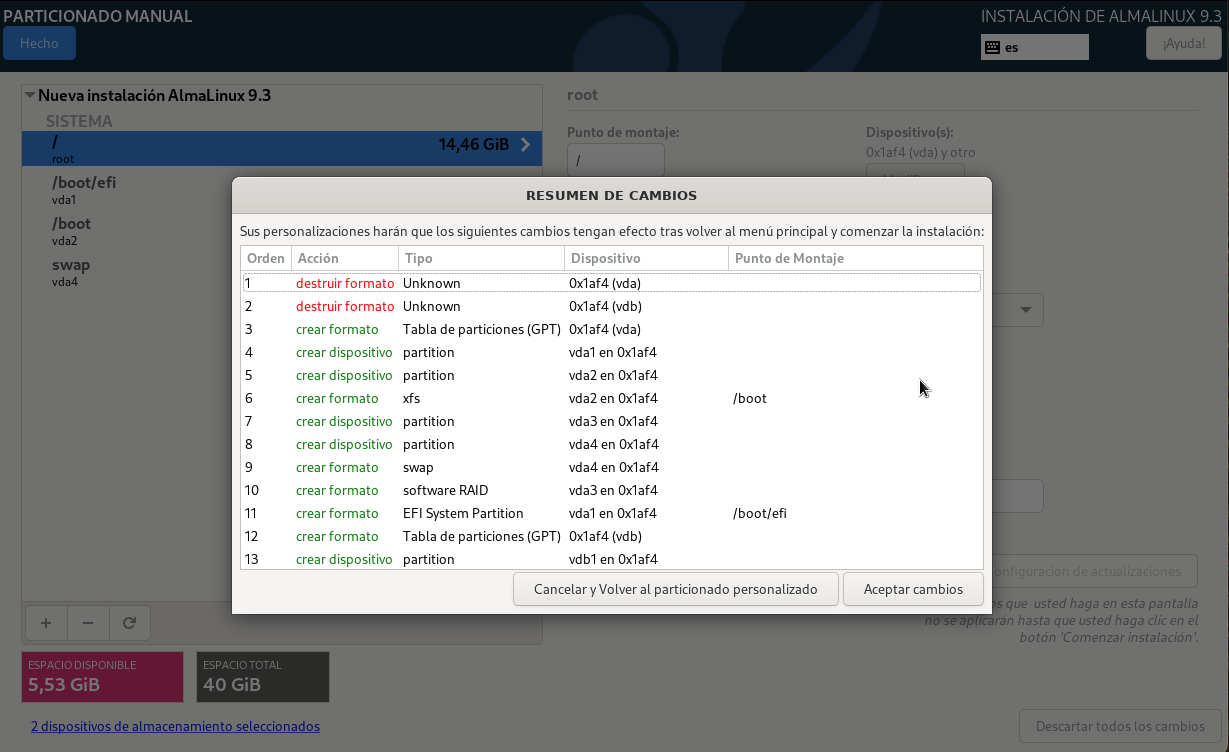 PARTICIONADO MANUAL
INSTALACIÓN DE ALMALINUX 9.3
Hecho
es
¡Ayuda!
Nueva instalación AlmaLinux 9.3
SISTEMA
/
root
14,46 GiB
/boot/efi
vda1
/boot
vda2
swap
vda4
root
Punto de montaje:
/
Dispositivo(s):
0x1af4 (vda) y otro
RESUMEN DE CAMBIOS
Sus personalizaciones harán que los siguientes cambios tengan efecto tras volver al menú principal y comenzar la instalación:
Orden Acción Tipo Dispositivo Punto de Montaje
1 destruir formato Unknown 0x1af4 (vda)
2 destruir formato Unknown 0x1af4 (vdb)
3 crear formato Tabla de particiones (GPT) 0x1af4 (vda)
4 crear dispositivo partition vda1 en 0x1af4
5 crear dispositivo partition vda2 en 0x1af4
6 crear formato xfs vda2 en 0x1af4 /boot
7 crear dispositivo partition vda3 en 0x1af4
8 crear dispositivo partition vda4 en 0x1af4
9 crear formato swap vda4 en 0x1af4
10 crear formato software RAID vda3 en 0x1af4
11 crear formato EFI System Partition vda1 en 0x1af4 /boot/efi
12 crear formato Tabla de particiones (GPT) 0x1af4 (vdb)
13 crear dispositivo partition vdb1 en 0x1af4
Cancelar y Volver al particionado personalizado
Aceptar cambios
onfiguración de actualizaciones
os que usted haga en esta pantalla
no se aplicarán hasta que usted haga clic en el
botón 'Comenzar instalación'.
+ −
ESPACIO DISPONIBLE
5,53 GiB
ESPACIO TOTAL
40 GiB
2 dispositivos de almacenamiento seleccionados
Descartar todos los cambios